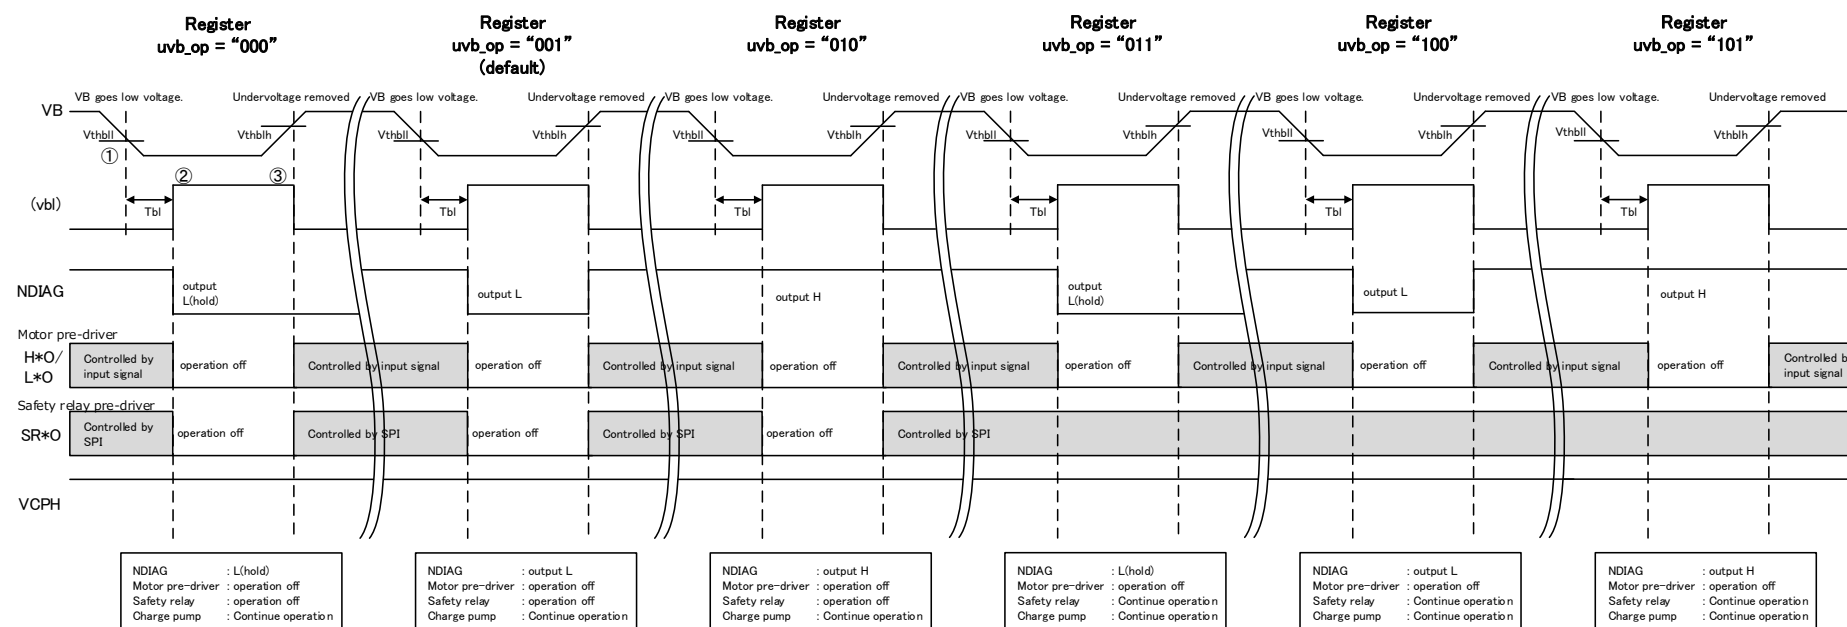 Register
uvb_op = "000"
Register
uvb_op = "001"
(default)
Register
uvb_op = "010"
Register
uvb_op = "011"
Register
uvb_op = "100"
Register
uvb_op = "101"
VB
VB goes low voltage.
Undervoltage removed
VB goes low voltage.
Undervoltage removed
VB goes low voltage.
Undervoltage removed
VB goes low voltage.
Undervoltage removed
VB goes low voltage.
Undervoltage removed
VB goes low voltage.
Undervoltage removed
Vthbll
Vthblh
Vthbll
Vthblh
Vthbll
Vthblh
Vthbll
Vthblh
Vthbll
Vthblh
Vthbll
Vthblh
①
②
③
(vbl)
Tbl
Tbl
Tbl
Tbl
Tbl
Tbl
NDIAG
output
L(hold)
output L
output H
output
L(hold)
output L
output H
Motor pre-driver
H*O/
L*O
Controlled by
input signal
operation off
Controlled by input signal
operation off
Controlled by input signal
operation off
Controlled by input signal
operation off
Controlled by input signal
operation off
Controlled by input signal
operation off
Controlled b
input signal
Safety relay pre-driver
SR*O
Controlled by
SPI
operation off
Controlled by SPI
operation off
Controlled by SPI
operation off
Controlled by SPI
VCPH
NDIAG : L(hold)
Motor pre-driver : operation off
Safety relay : operation off
Charge pump : Continue operation
NDIAG : output L
Motor pre-driver : operation off
Safety relay : operation off
Charge pump : Continue operation
NDIAG : output H
Motor pre-driver : operation off
Safety relay : operation off
Charge pump : Continue operation
NDIAG : L(hold)
Motor pre-driver : operation off
Safety relay : Continue operation
Charge pump : Continue operation
NDIAG : output L
Motor pre-driver : operation off
Safety relay : Continue operation
Charge pump : Continue operation
NDIAG : output H
Motor pre-driver : operation off
Safety relay : Continue operation
Charge pump : Continue operation